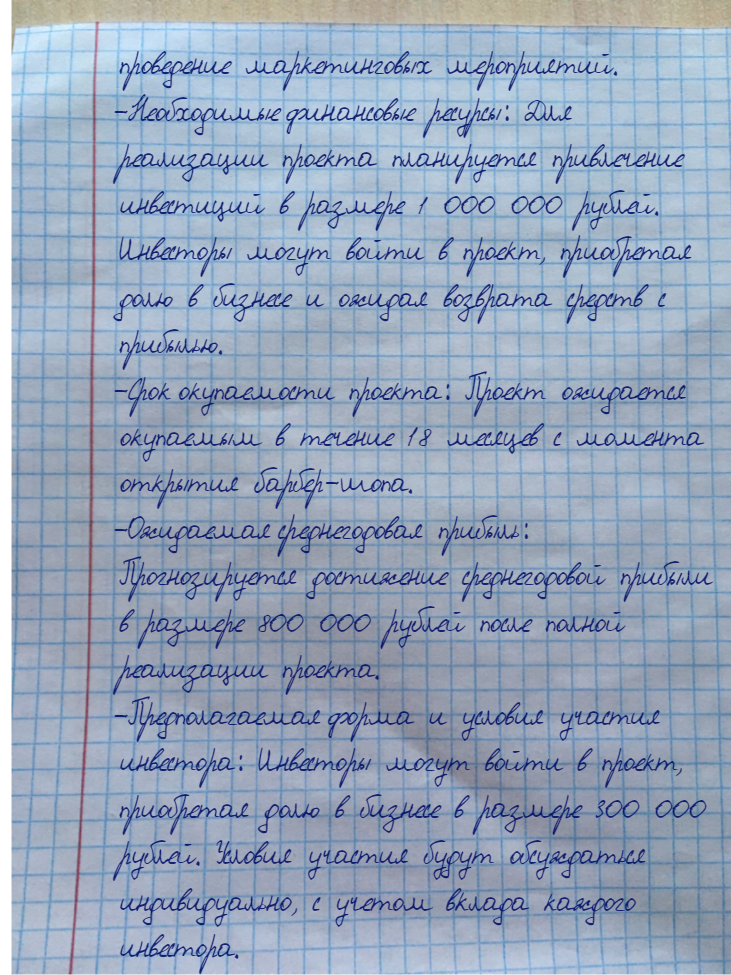 проведение маркетинговых мероприятий.
-Необходимые финансовые ресурсы: Для
реализации проекта планируется привлечение
инвестиций в размере 1 000 000 рублей.
Инвесторы могут войти в проект, приобретая
долю в бизнесе и ожидая возврата средств с
прибылью.
-Срок окупаемости проекта: Проект ожидается
окупаемым в течение 18 месяцев с момента
открытия барбер-шопа.
-Ожидаемая среднегодовая прибыль:
Прогнозируется достижение среднегодовой прибыли
в размере 800 000 рублей после полной
реализации проекта.
-Предполагаемая форма и условия участия
инвестора: Инвесторы могут войти в проект,
приобретая долю в бизнесе в размере 300 000
рублей. Условия участия будут обсуждаться
индивидуально, с учетом вклада каждого
инвестора.